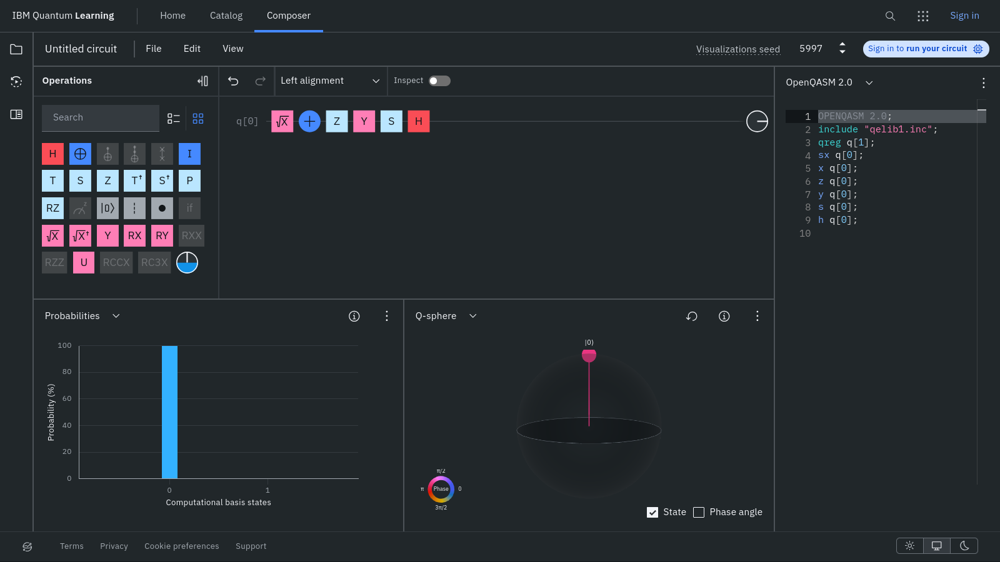 IBM Quantum Learning
Home
Catalog
Composer
Sign in
Untitled circuit
File
Edit
View
Visualizations seed
5997
Sign in to run your circuit
Operations
Left alignment
Inspect
OpenQASM 2.0
Search
q[0]
√X
Z
Y
S
H
H
I
T
S
Z
T†
S†
P
RZ
z
|0⟩
if
√X
√X†
Y
RX
RY
RXX
RZZ
U
RCCX
RC3X
1 OPENQASM 2.0;
2 include "qelib1.inc";
3 qreg q[1];
4 sx q[0];
5 x q[0];
6 z q[0];
7 y q[0];
8 s q[0];
9 h q[0];
10
Probabilities
Probability (%)
100
80
60
40
20
0
0
1
Computational basis states
Q-sphere
|0⟩
π/2
π
Phase
0
3π/2
State
Phase angle
Terms
Privacy
Cookie preferences
Support